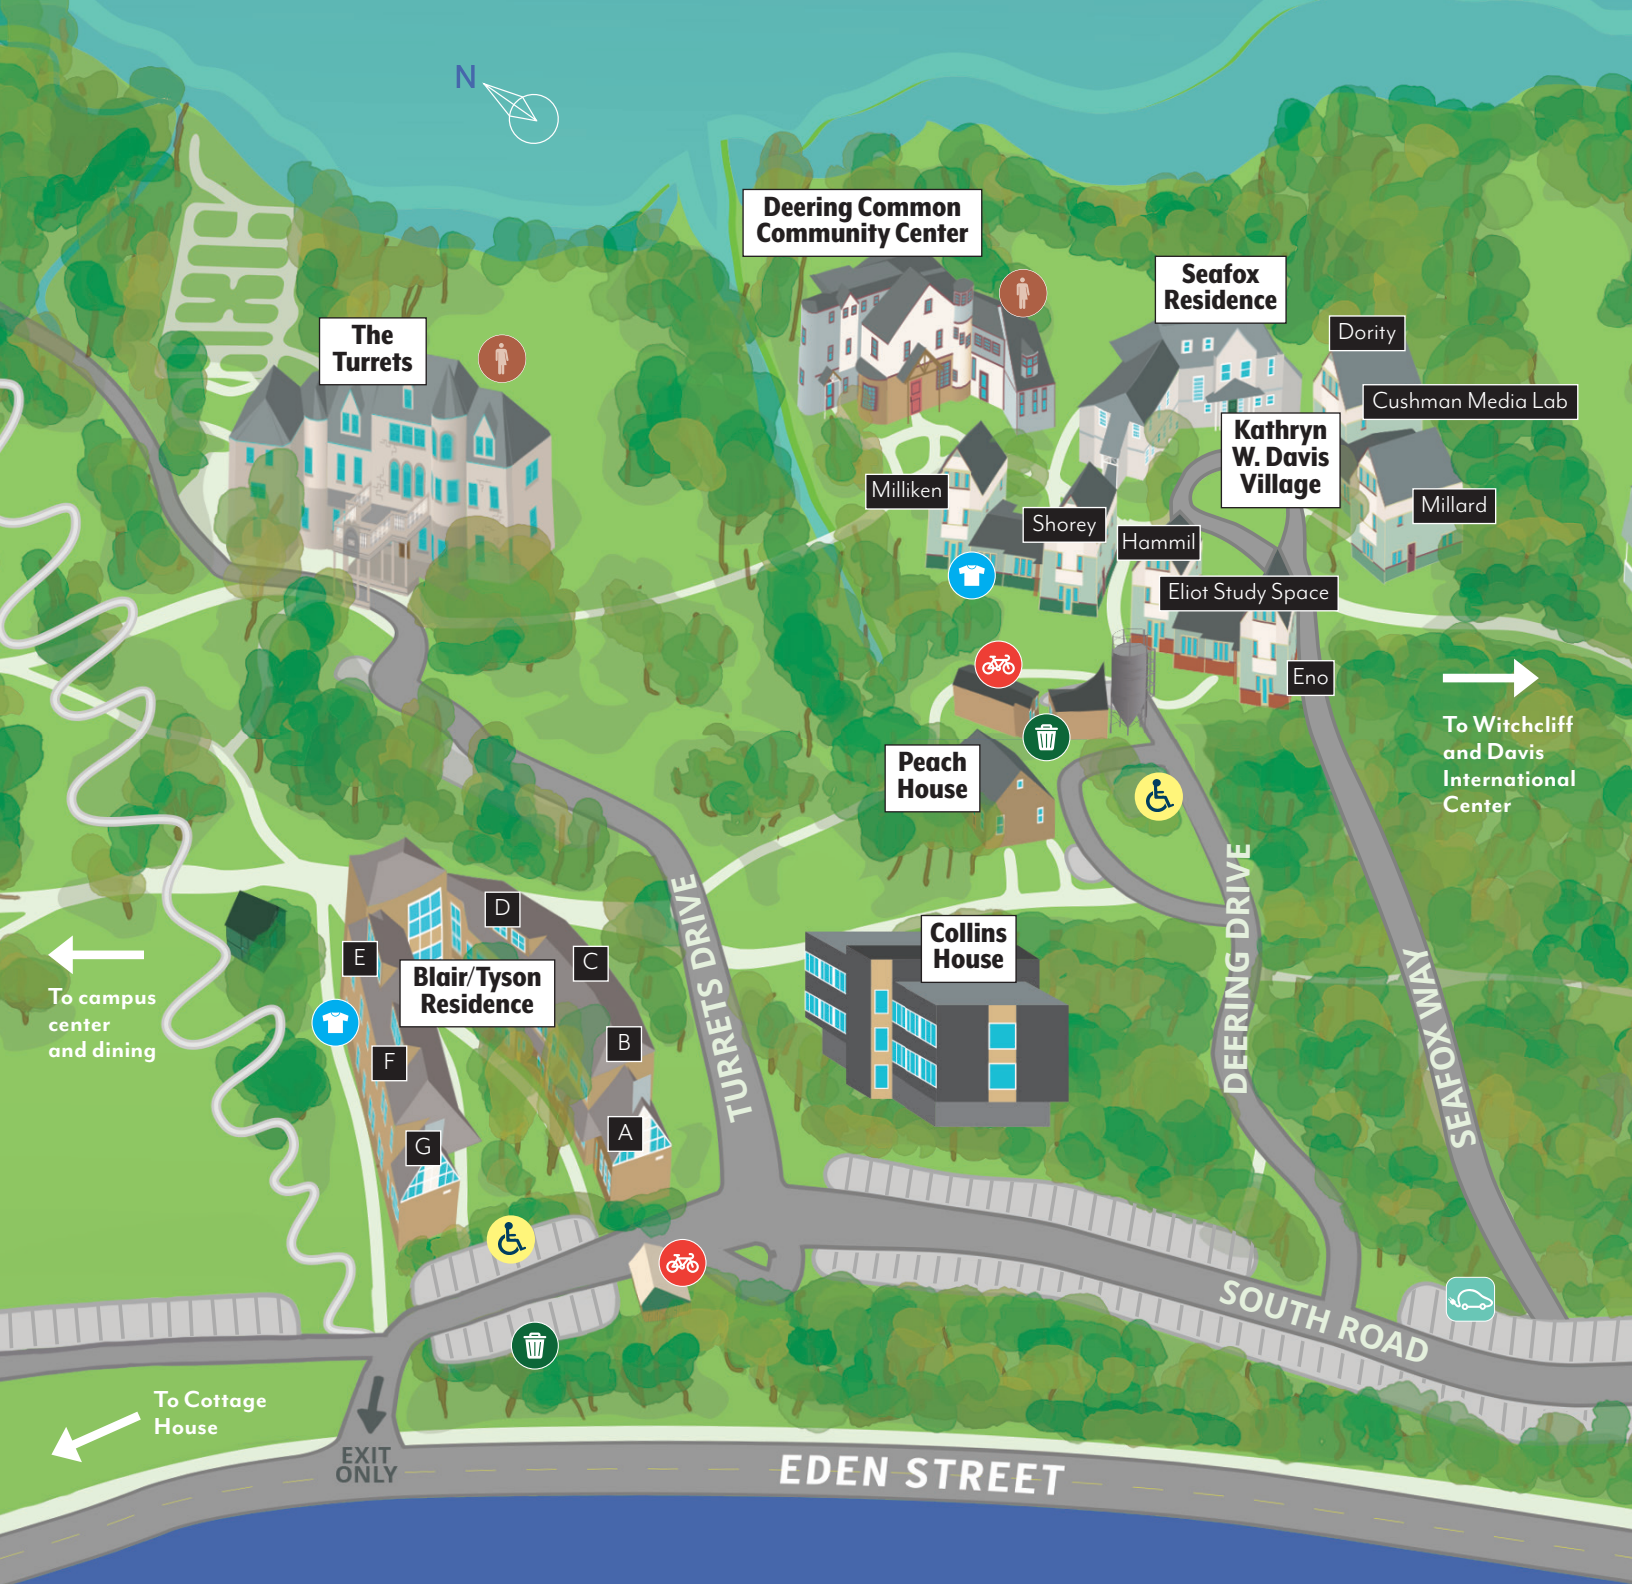 N
Deering Common
Community Center
Seafox
Residence
The
Turrets
Dority
Cushman Media Lab
Kathryn
W. Davis
Village
Milliken
Millard
Shorey
Hammil
Eliot Study Space
Eno
To Witchcliff
and Davis
International
Center
Peach
House
DEERING DRIVE
TURRETS DRIVE
SEAFOX WAY
Collins
House
D
E
C
Blair/Tyson
Residence
B
F
A
G
To campus
center
and dining
SOUTH ROAD
To Cottage
House
EXIT
ONLY
EDEN STREET